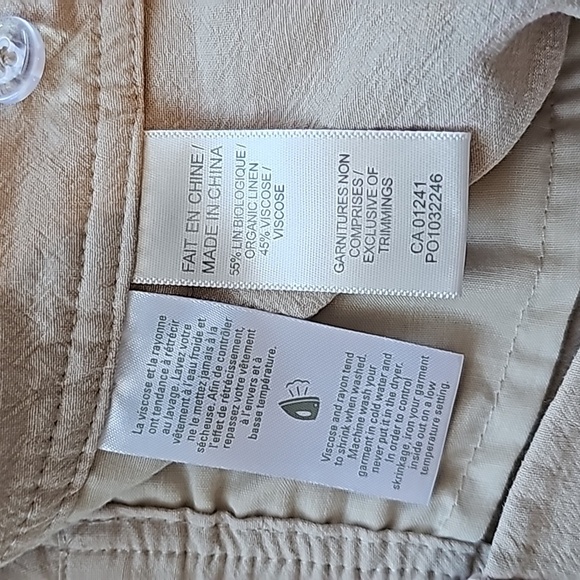 FAIT EN CHINE/
MADE IN CHINA
55% LIN BIOLOGIQUE/
ORGANIC LINEN
45% VISCOSE/
VISCOSE
GARNITURES NON
COMPRISES/
EXCLUSIVE OF
TRIMMINGS
CA 01241
PO1032246
La viscose et la rayonne
ont tendance à rétrécir
au lavage. Lavez votre
vêtement à l'eau froide et
ne le mettez jamais à la
sécheuse. Afin de contrôler
l'effet de rétrécissement,
repassez votre vêtement
à l'envers et à
basse température.
Viscose and rayon tend
to shrink when washed.
Machine wash your
garment in cold water and
never put it in the dryer.
In order to control
skrinkage, iron your garment
inside out on a low
temperature setting.